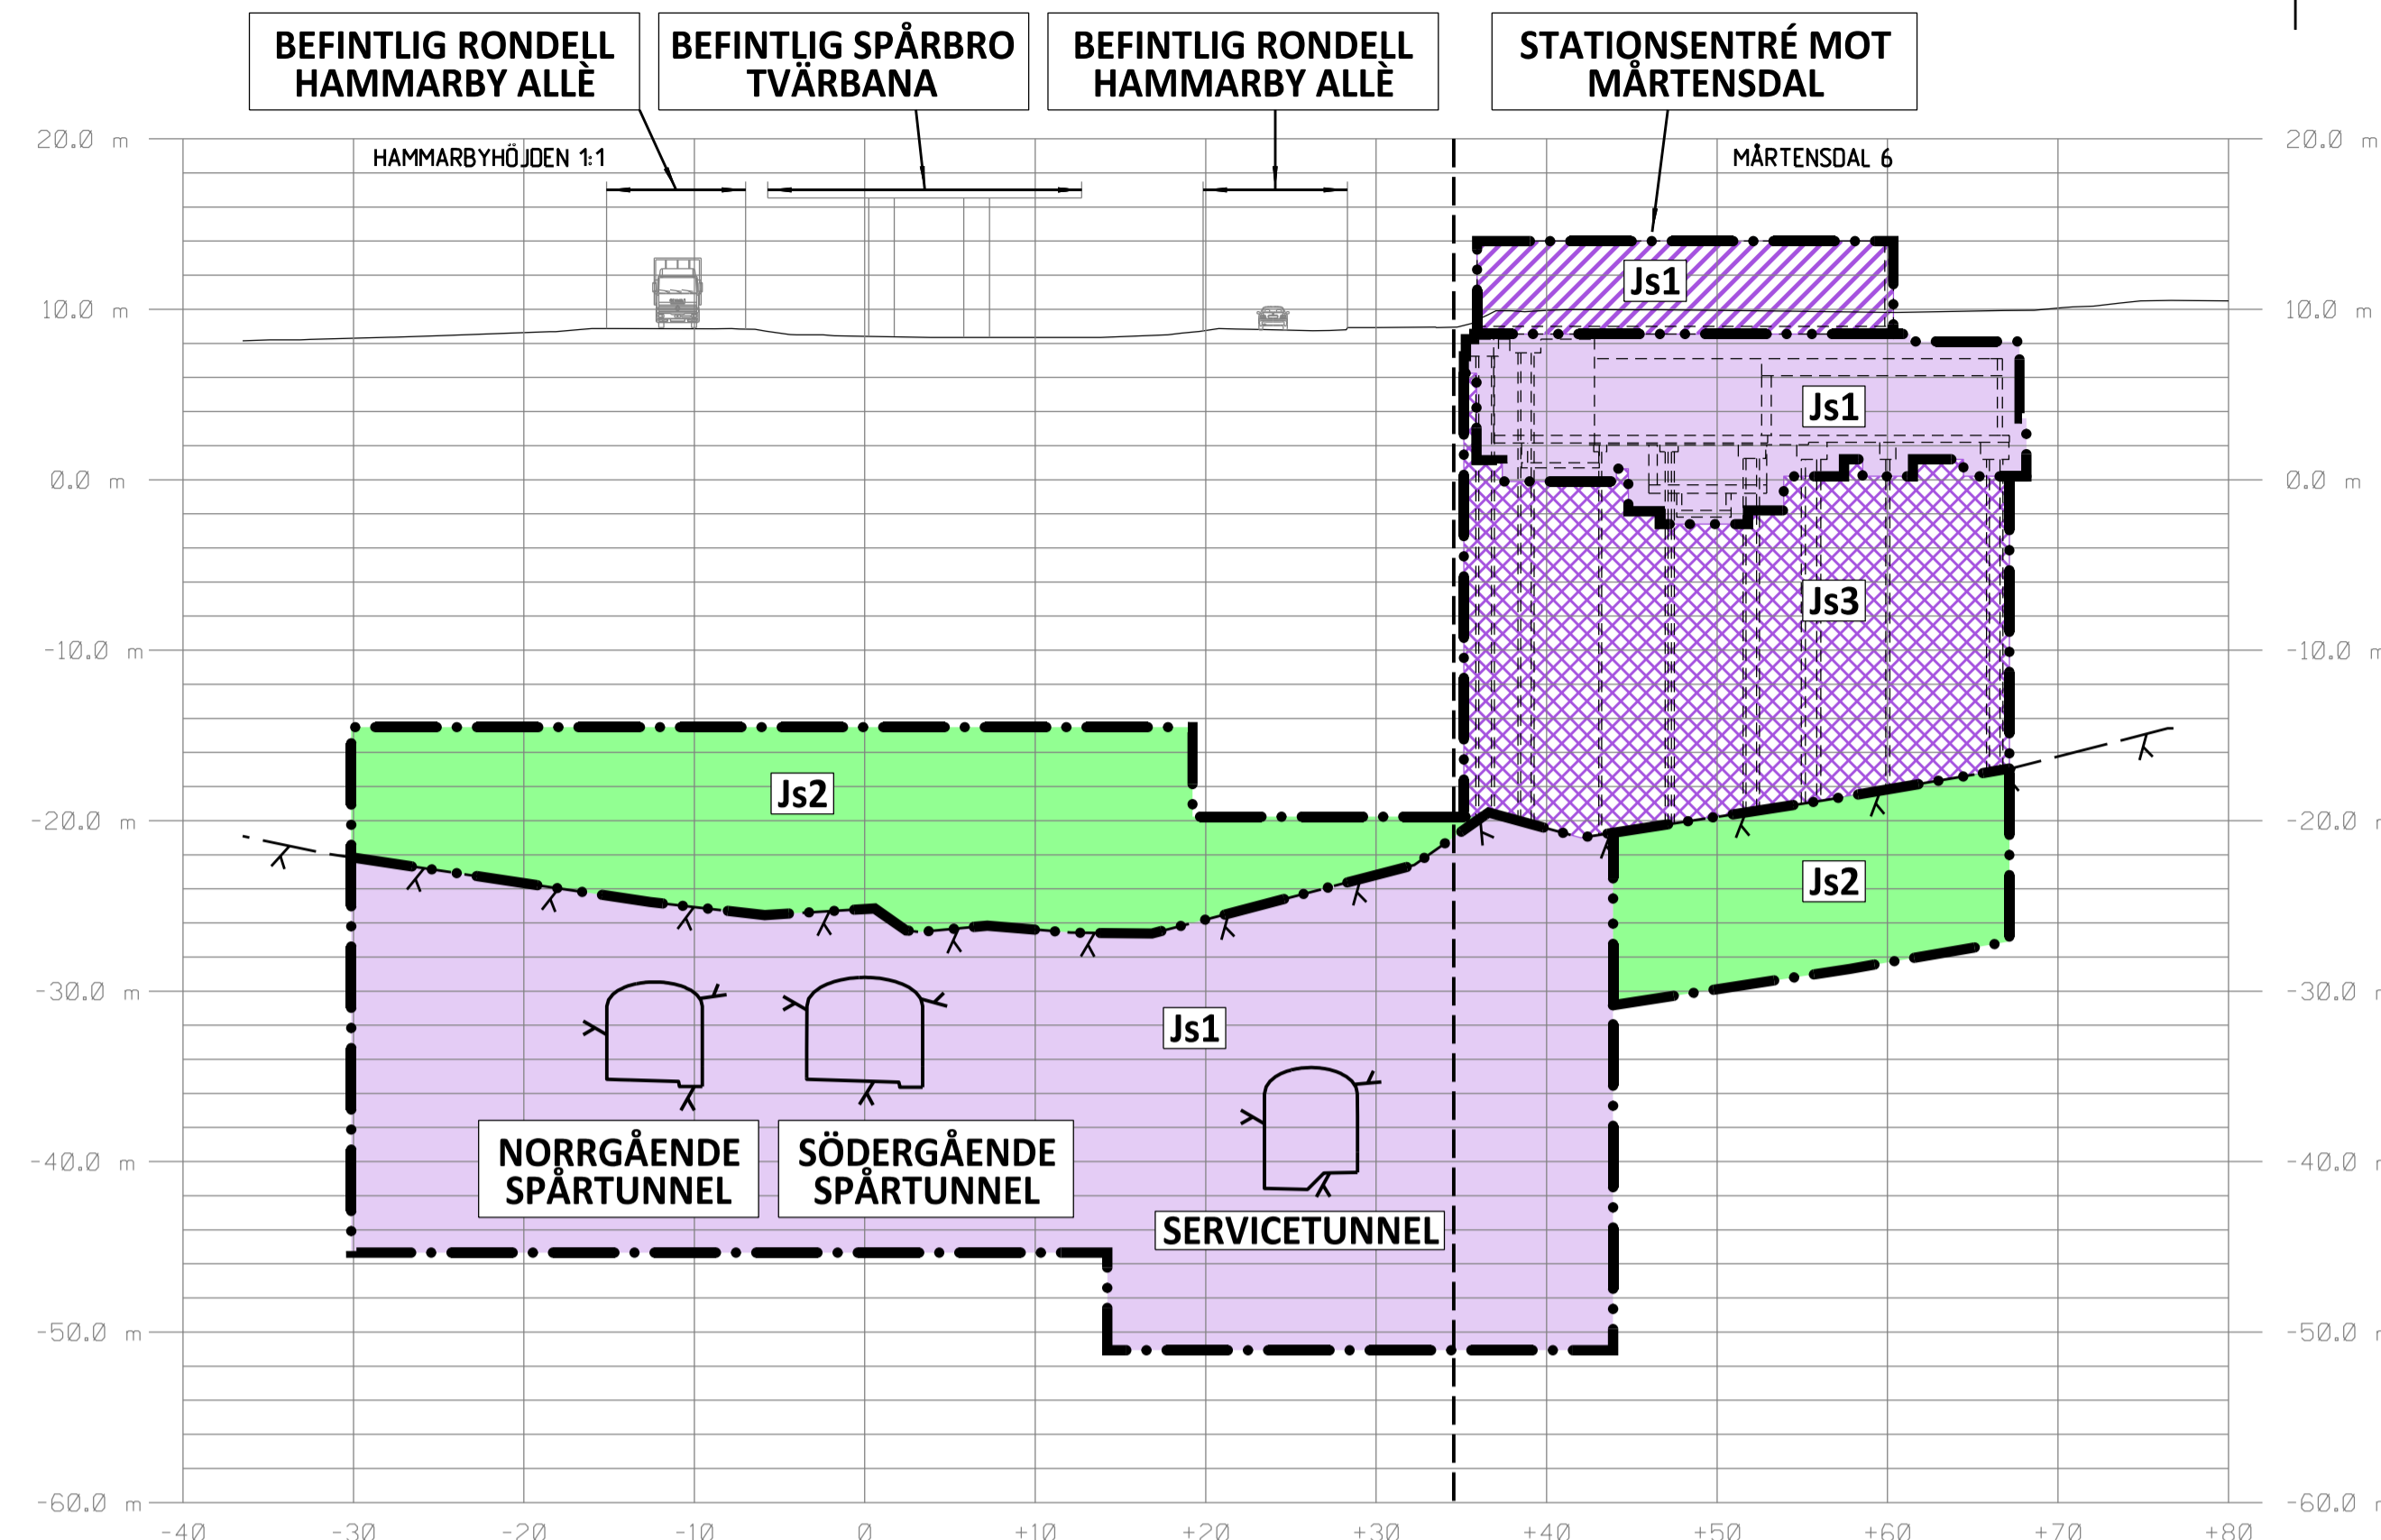 BEFINTLIG RONDELL
HAMMARBY ALLÈ
BEFINTLIG SPÅRBRO
TVÄRBANA
BEFINTLIG RONDELL
HAMMARBY ALLÈ
STATIONSENTRÉ MOT
MÅRTENSDAL
20.0 m
20.0 m
HAMMARBYHÖJDEN 1:1
MÅRTENSDAL 6
Js1
10.0 m
10.0 m
Js1
0.0 m
0.0 m
Js3
-10.0 m
-10.0 m
Js2
-20.0 m
-20.0 m
Js2
-30.0 m
-30.0 m
Js1
NORRGÅENDE
SPÅRTUNNEL
SÖDERGÅENDE
SPÅRTUNNEL
-40.0 m
-40.0 m
SERVICETUNNEL
-50.0 m
-50.0 m
-60.0 m
-60.0 m
-40 -30 -20 -10 0 +10 +20 +30 +40 +50 +60 +70 +80